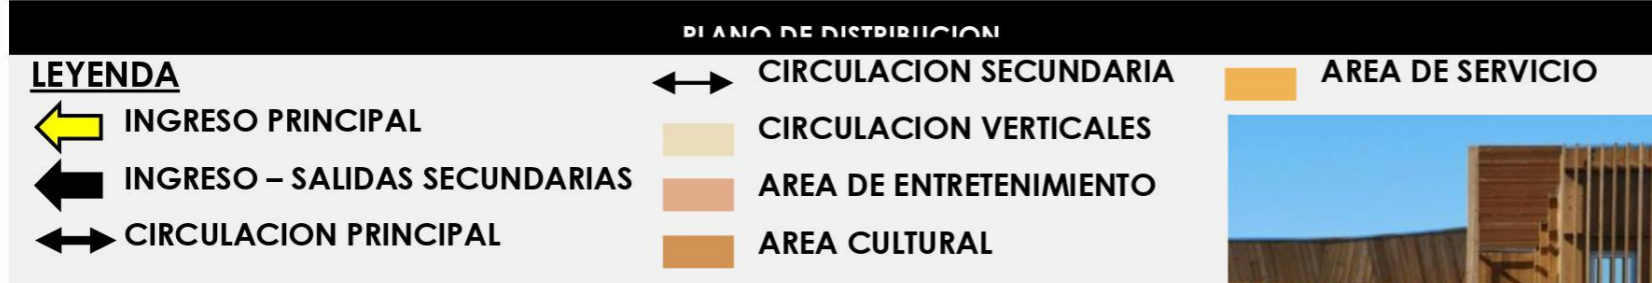 PLANO DE DISTRIBUCION
LEYENDA
INGRESO PRINCIPAL
INGRESO – SALIDAS SECUNDARIAS
CIRCULACION PRINCIPAL
CIRCULACION SECUNDARIA
CIRCULACION VERTICALES
AREA DE ENTRETENIMIENTO
AREA CULTURAL
AREA DE SERVICIO